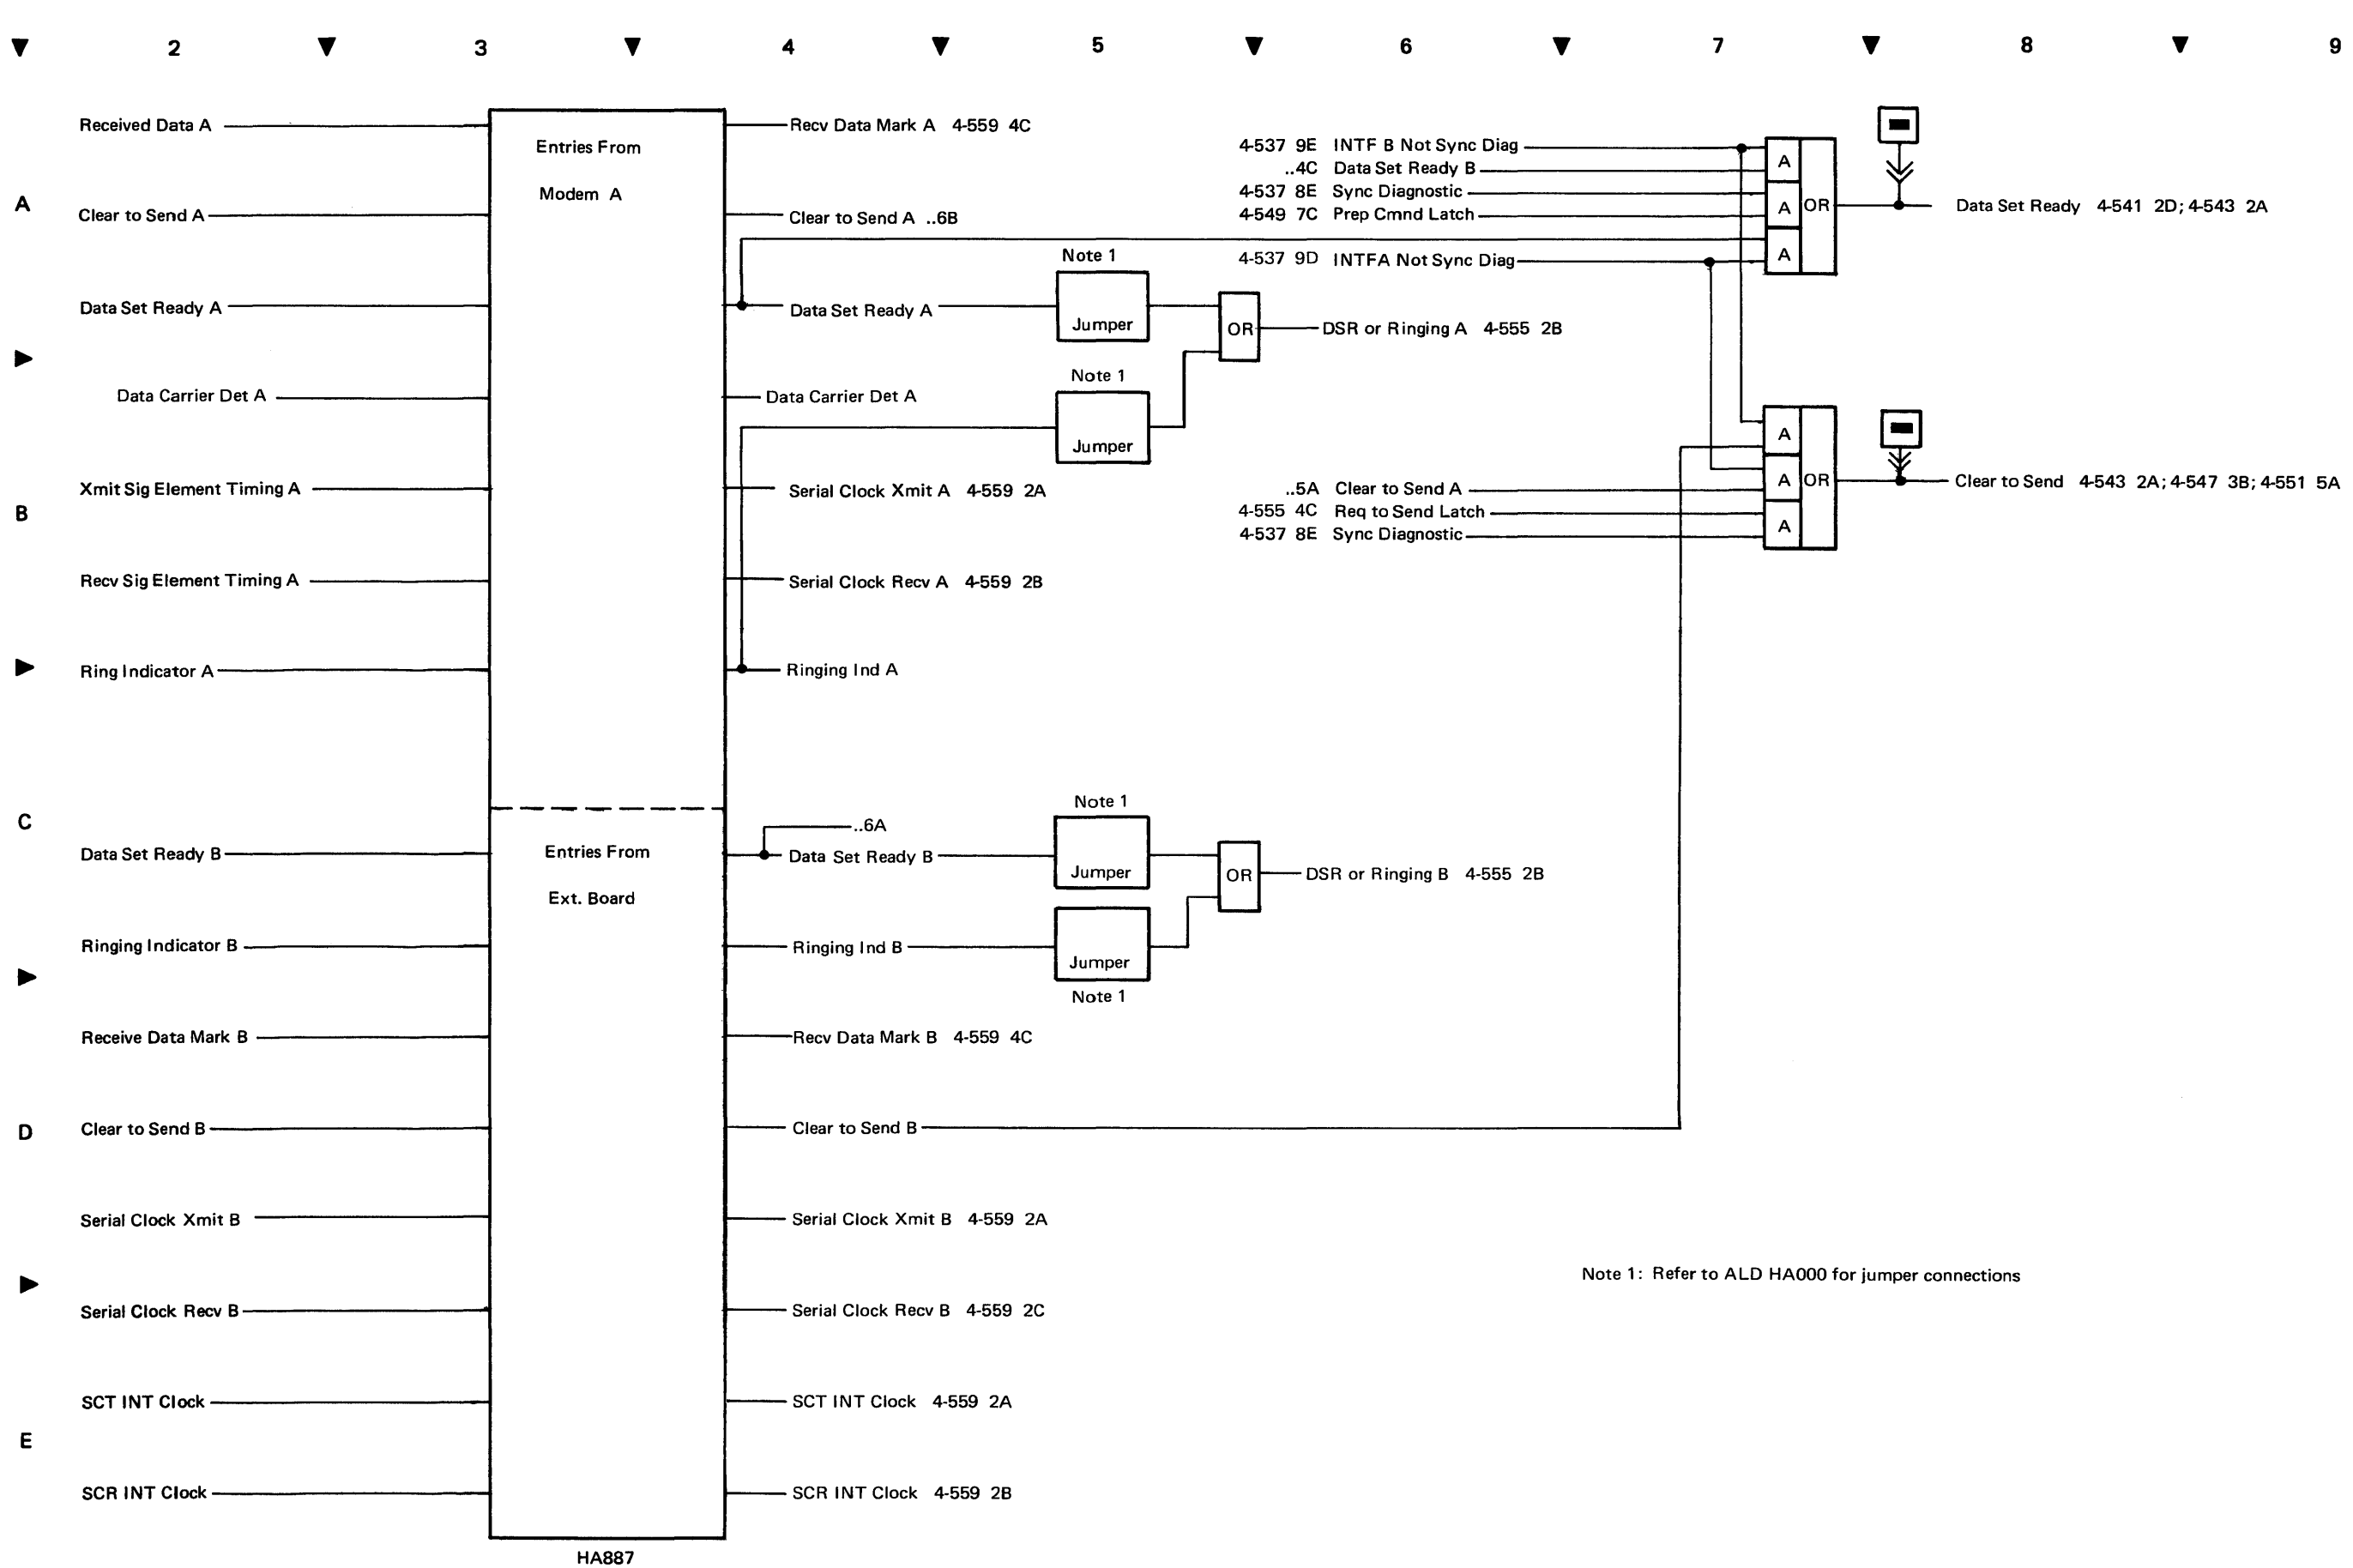 2 3 4 5 6 7 8 9
A
B
C
D
E
Received Data A
Clear to Send A
Data Set Ready A
Data Carrier Det A
Xmit Sig Element Timing A
Recv Sig Element Timing A
Ring Indicator A
Data Set Ready B
Ringing Indicator B
Receive Data Mark B
Clear to Send B
Serial Clock Xmit B
Serial Clock Recv B
SCT INT Clock
SCR INT Clock
Entries From
Modem A
Entries From
Ext. Board
HA887
Recv Data Mark A 4-559 4C
Clear to Send A ..6B
Data Set Ready A
Data Carrier Det A
Serial Clock Xmit A 4-559 2A
Serial Clock Recv A 4-559 2B
Ringing Ind A
..6A
Data Set Ready B
Ringing Ind B
Recv Data Mark B 4-559 4C
Clear to Send B
Serial Clock Xmit B 4-559 2A
Serial Clock Recv B 4-559 2C
SCT INT Clock 4-559 2A
SCR INT Clock 4-559 2B
Note 1
Jumper
Note 1
Jumper
OR
DSR or Ringing A 4-555 2B
Note 1
Jumper
Jumper
Note 1
OR
DSR or Ringing B 4-555 2B
4-537 9E INTF B Not Sync Diag
..4C Data Set Ready B
4-537 8E Sync Diagnostic
4-549 7C Prep Cmnd Latch
4-537 9D INTFA Not Sync Diag
A
A
A
OR
Data Set Ready 4-541 2D; 4-543 2A
..5A Clear to Send A
4-555 4C Req to Send Latch
4-537 8E Sync Diagnostic
A
A
A
OR
Clear to Send 4-543 2A; 4-547 3B; 4-551 5A
Note 1: Refer to ALD HA000 for jumper connections